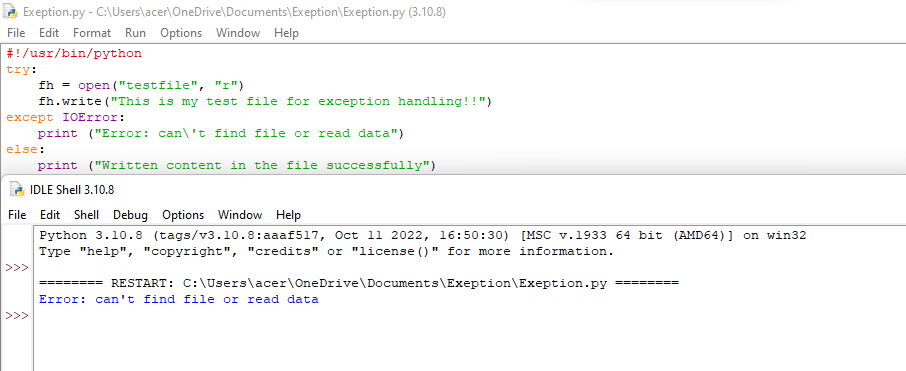 Exeption.py - C:\Users\acer\OneDrive\Documents\Exeption\Exeption.py (3.10.8)
File Edit Format Run Options Window Help
#!/usr/bin/python
try:
    fh = open("testfile", "r")
    fh.write("This is my test file for exception handling!!")
except IOError:
    print ("Error: can\'t find file or read data")
else:
    print ("Written content in the file successfully")
IDLE Shell 3.10.8
File Edit Shell Debug Options Window Help
Python 3.10.8 (tags/v3.10.8:aaaf517, Oct 11 2022, 16:50:30) [MSC v.1933 64 bit (AMD64)] on win32
Type "help", "copyright", "credits" or "license()" for more information.
>>>
======== RESTART: C:\Users\acer\OneDrive\Documents\Exeption\Exeption.py ========
Error: can't find file or read data
>>>